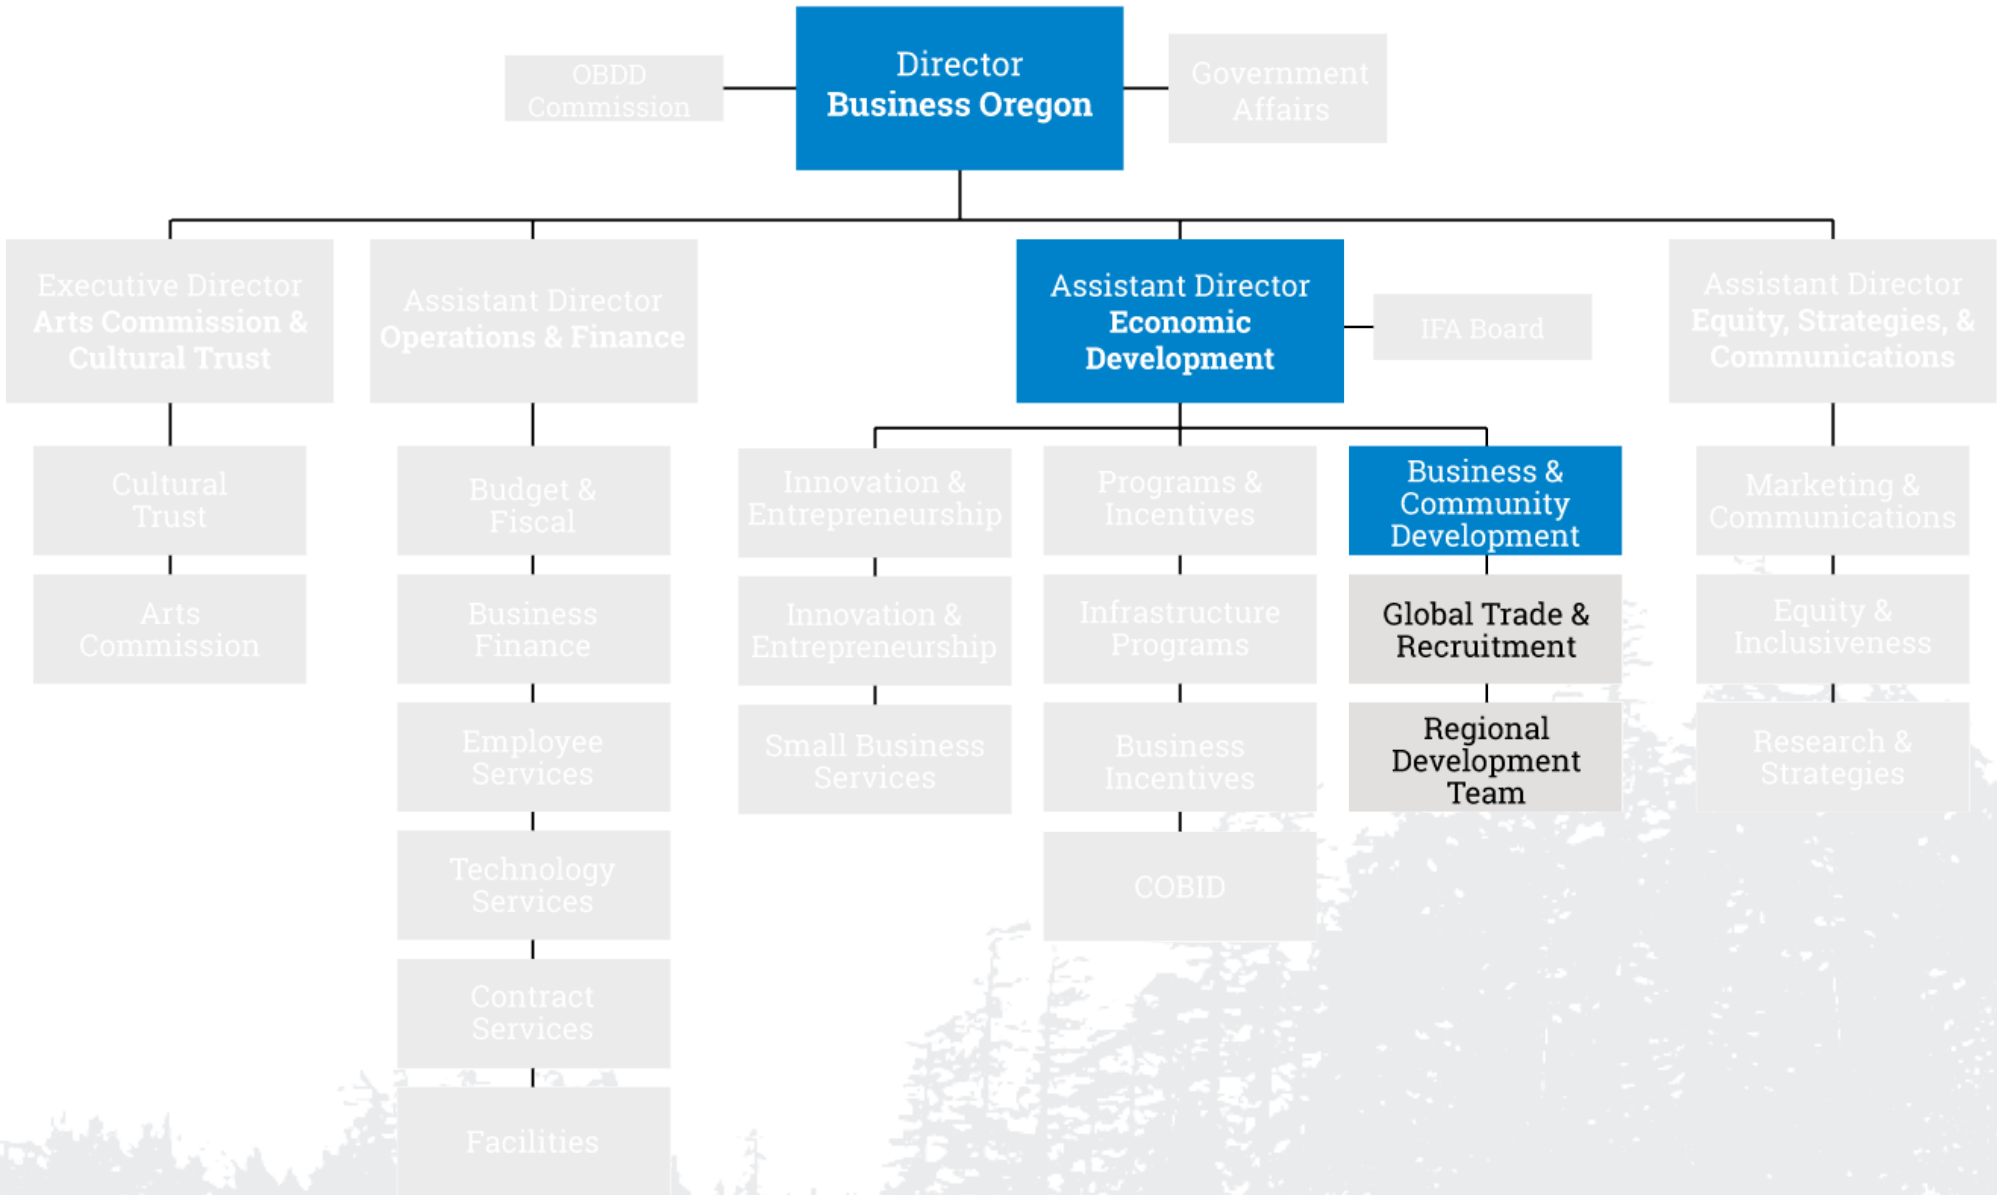 OBDD
Commission
Director
Business Oregon
Government
Affairs
Executive Director
Arts Commission &
Cultural Trust
Assistant Director
Operations & Finance
Assistant Director
Economic
Development
IFA Board
Assistant Director
Equity, Strategies, &
Communications
Cultural
Trust
Arts
Commission
Budget &
Fiscal
Business
Finance
Employee
Services
Technology
Services
Contract
Services
Facilities
Innovation &
Entrepreneurship
Innovation &
Entrepreneurship
Small Business
Services
Programs &
Incentives
Infrastructure
Programs
Business
Incentives
COBID
Business &
Community
Development
Global Trade &
Recruitment
Regional
Development
Team
Marketing &
Communications
Equity &
Inclusiveness
Research &
Strategies